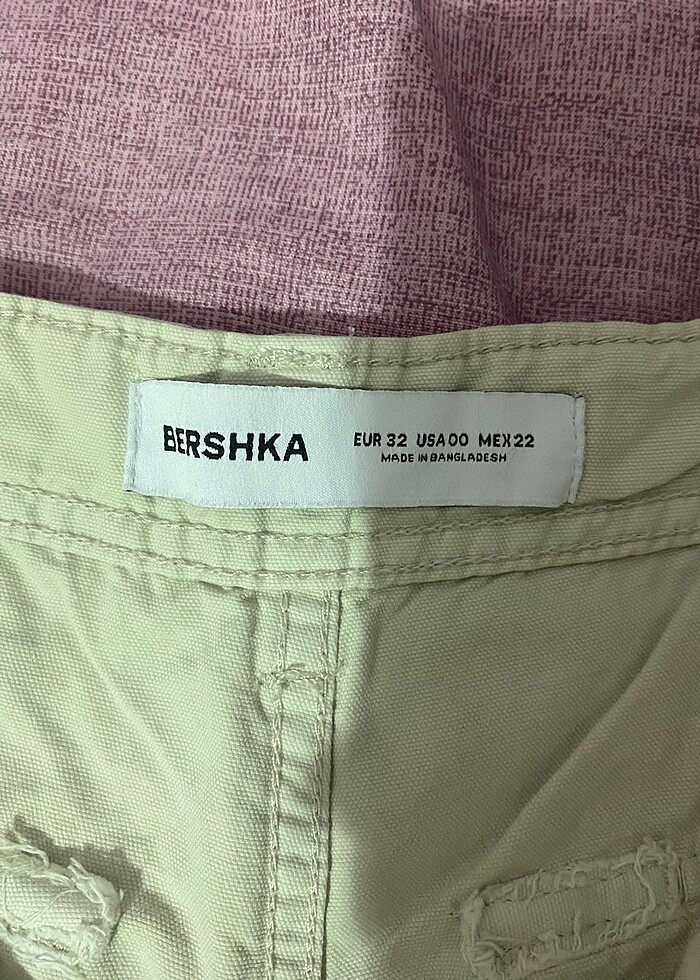 BERSHKA
EUR 32 USA 00 MEX 22
MADE IN BANGLADESH